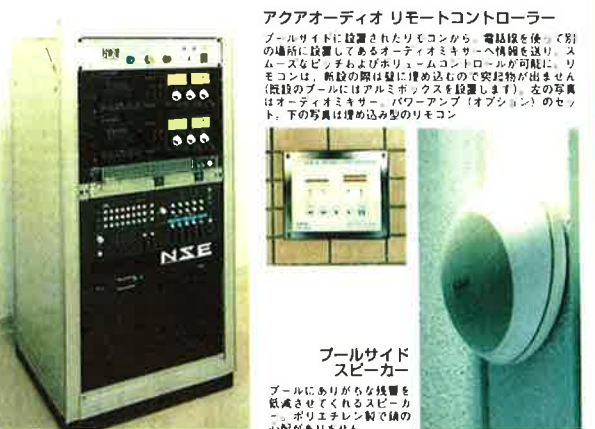 アクアオーディオ リモートコントローラー
プールサイドに設置されたリモコンから、電話線を使って別
の場所に設置してあるオーディオミキサーへ情報を送り、ス
ムーズなピッチおよびボリュームコントロールが可能に。リ
モコンは、新設の際は壁に埋め込むので突起物が出ません
(既設のプールにはアルミボックスを設置します)。左の写真
はオーディオミキサー、パワーアンプ(オプション)のセッ
ト。下の写真は埋め込み型のリモコン
NSE
プールサイド
スピーカー
プールにありがちな残響を
低減させてくれるスピーカ
ー。ポリエチレン製で錆の
心配がありません